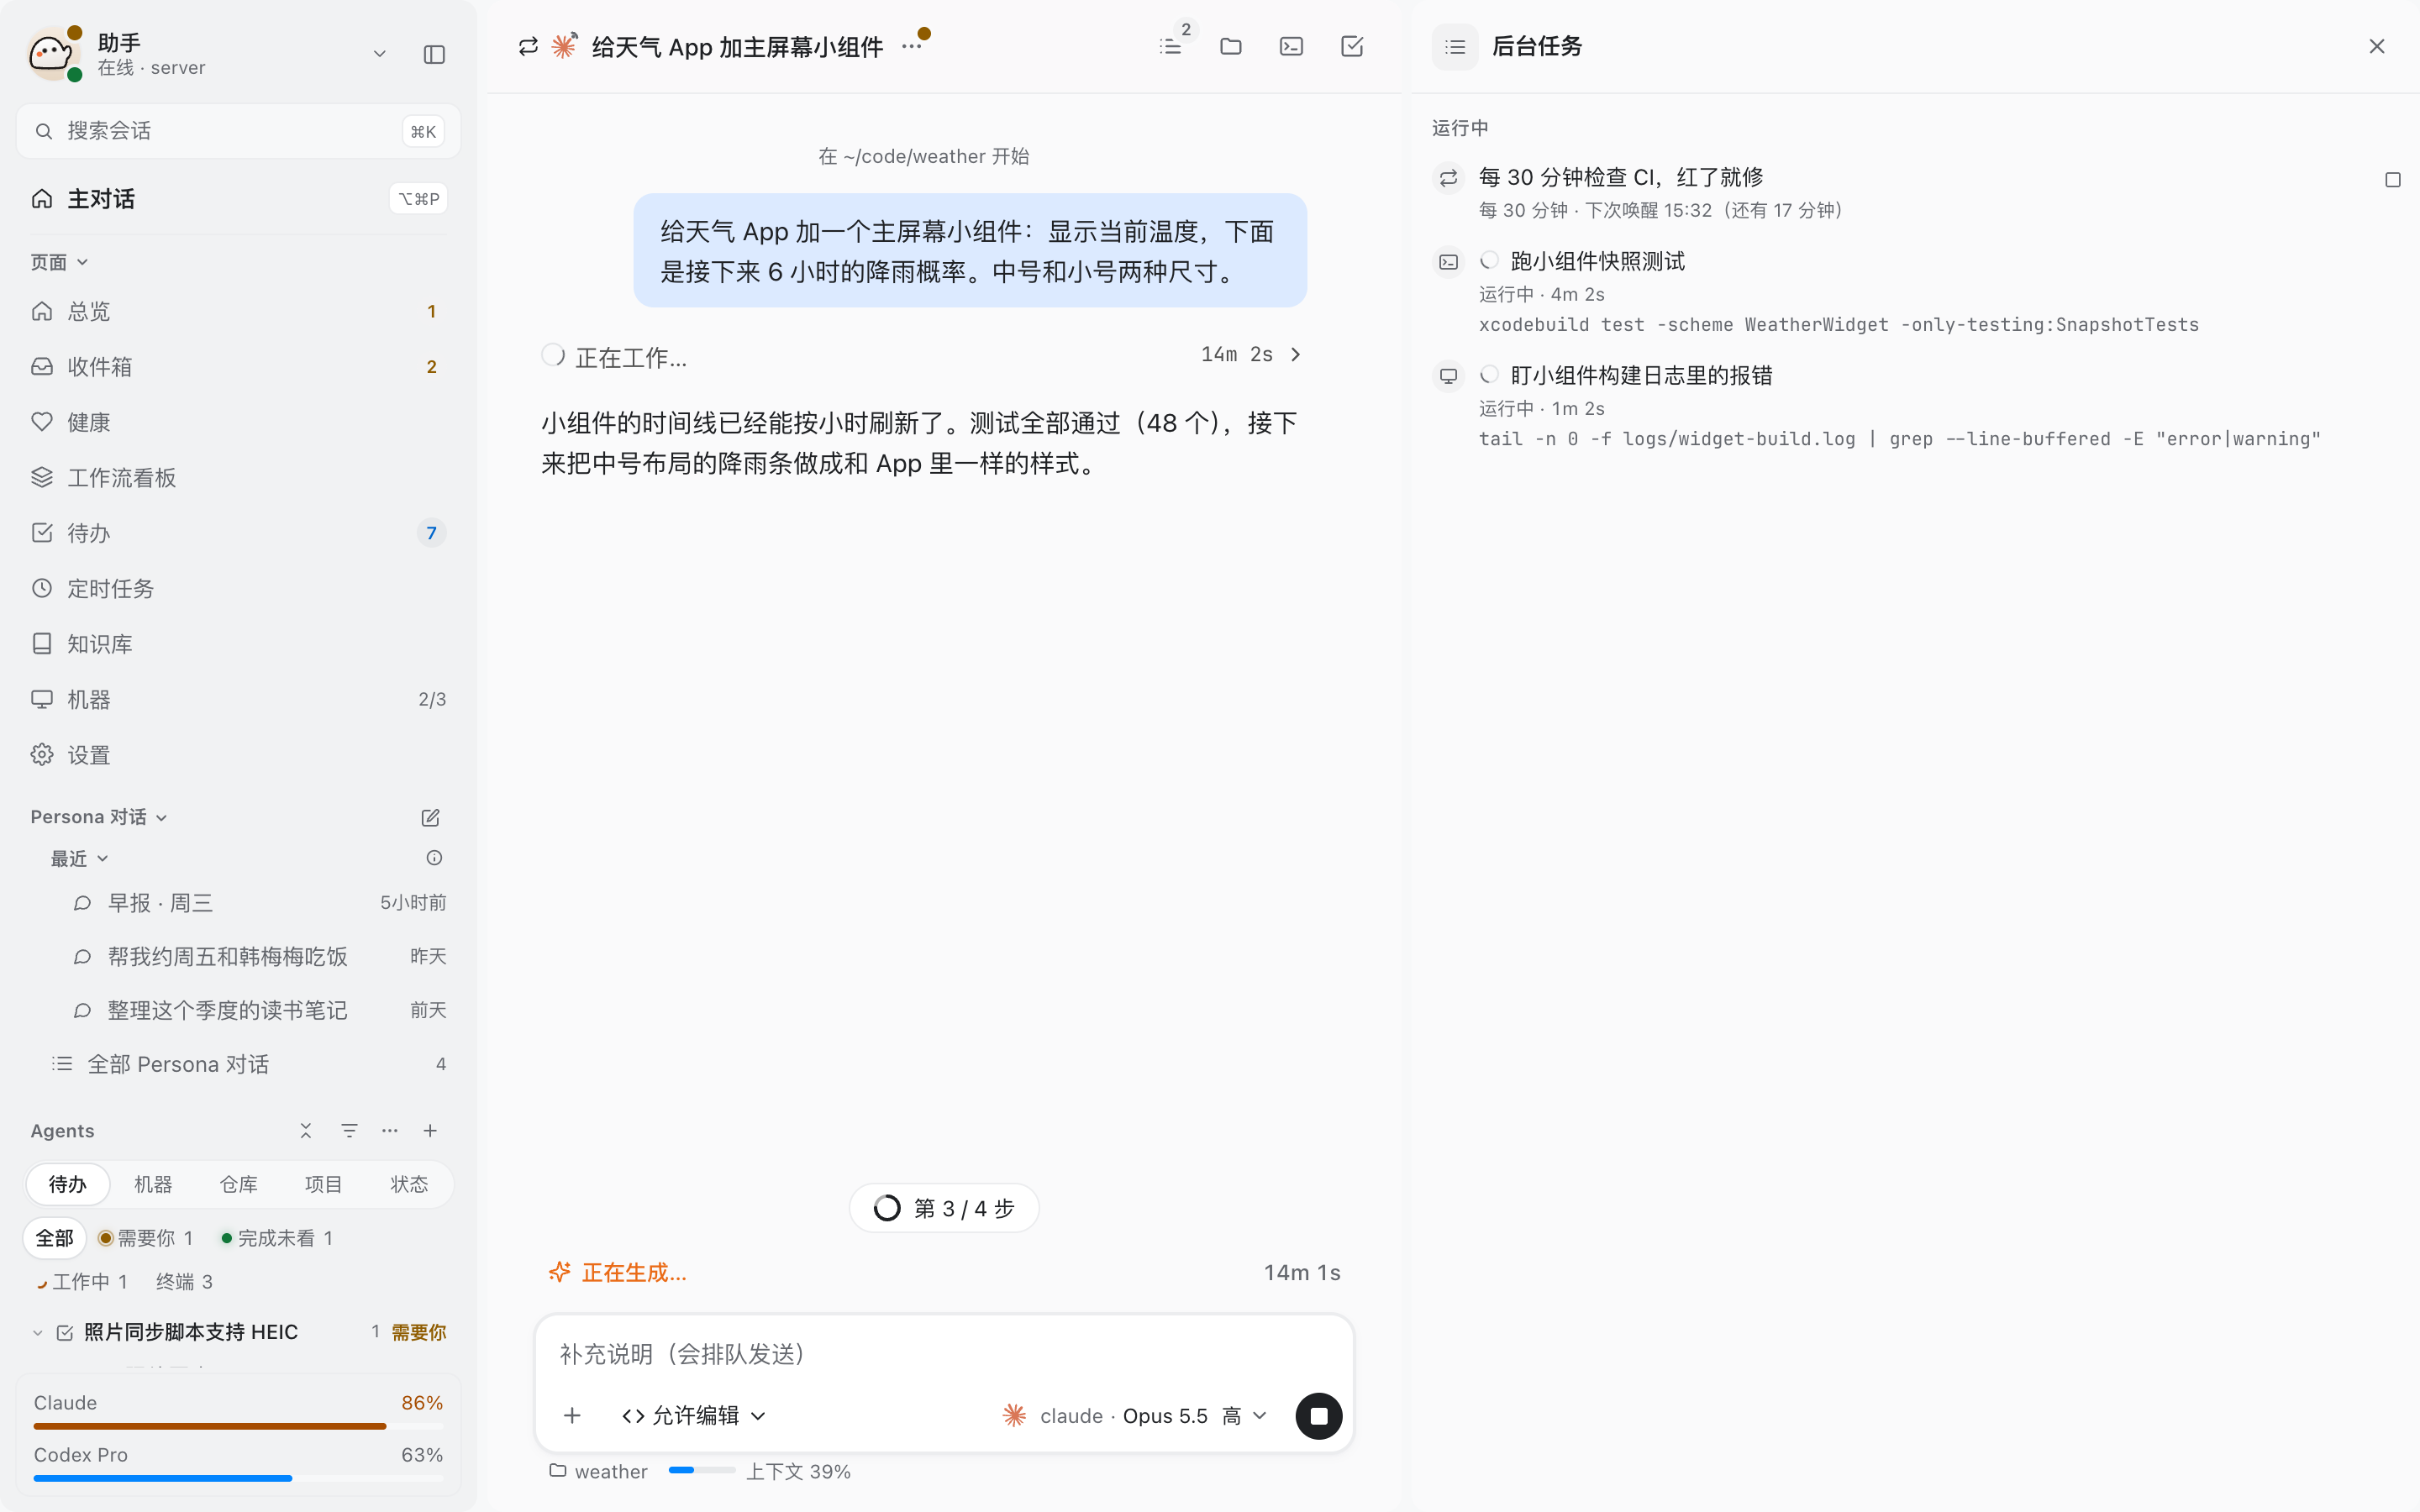 助手
在线 · server
搜索会话
⌘K
主对话
⌥⌘P
页面
总览
1
收件箱
2
健康
工作流看板
待办
7
定时任务
知识库
机器
2/3
设置
Persona 对话
最近
早报 · 周三
5小时前
帮我约周五和韩梅梅吃饭
昨天
整理这个季度的读书笔记
前天
全部 Persona 对话
4
Agents
待办
机器
仓库
项目
状态
全部
需要你 1
完成未看 1
工作中 1
终端 3
照片同步脚本支持 HEIC
1 需要你
Claude
86%
Codex Pro
63%
给天气 App 加主屏幕小组件
2
在 ~/code/weather 开始
给天气 App 加一个主屏幕小组件：显示当前温度，下面
是接下来 6 小时的降雨概率。中号和小号两种尺寸。
正在工作...
14m 2s
小组件的时间线已经能按小时刷新了。测试全部通过（48 个），接下
来把中号布局的降雨条做成和 App 里一样的样式。
第 3 / 4 步
正在生成...
14m 1s
补充说明（会排队发送）
允许编辑
claude · Opus 5.5 高
weather
上下文 39%
后台任务
运行中
每 30 分钟检查 CI，红了就修
每 30 分钟 · 下次唤醒 15:32（还有 17 分钟）
跑小组件快照测试
运行中 · 4m 2s
xcodebuild test -scheme WeatherWidget -only-testing:SnapshotTests
盯小组件构建日志里的报错
运行中 · 1m 2s
tail -n 0 -f logs/widget-build.log | grep --line-buffered -E "error|warning"